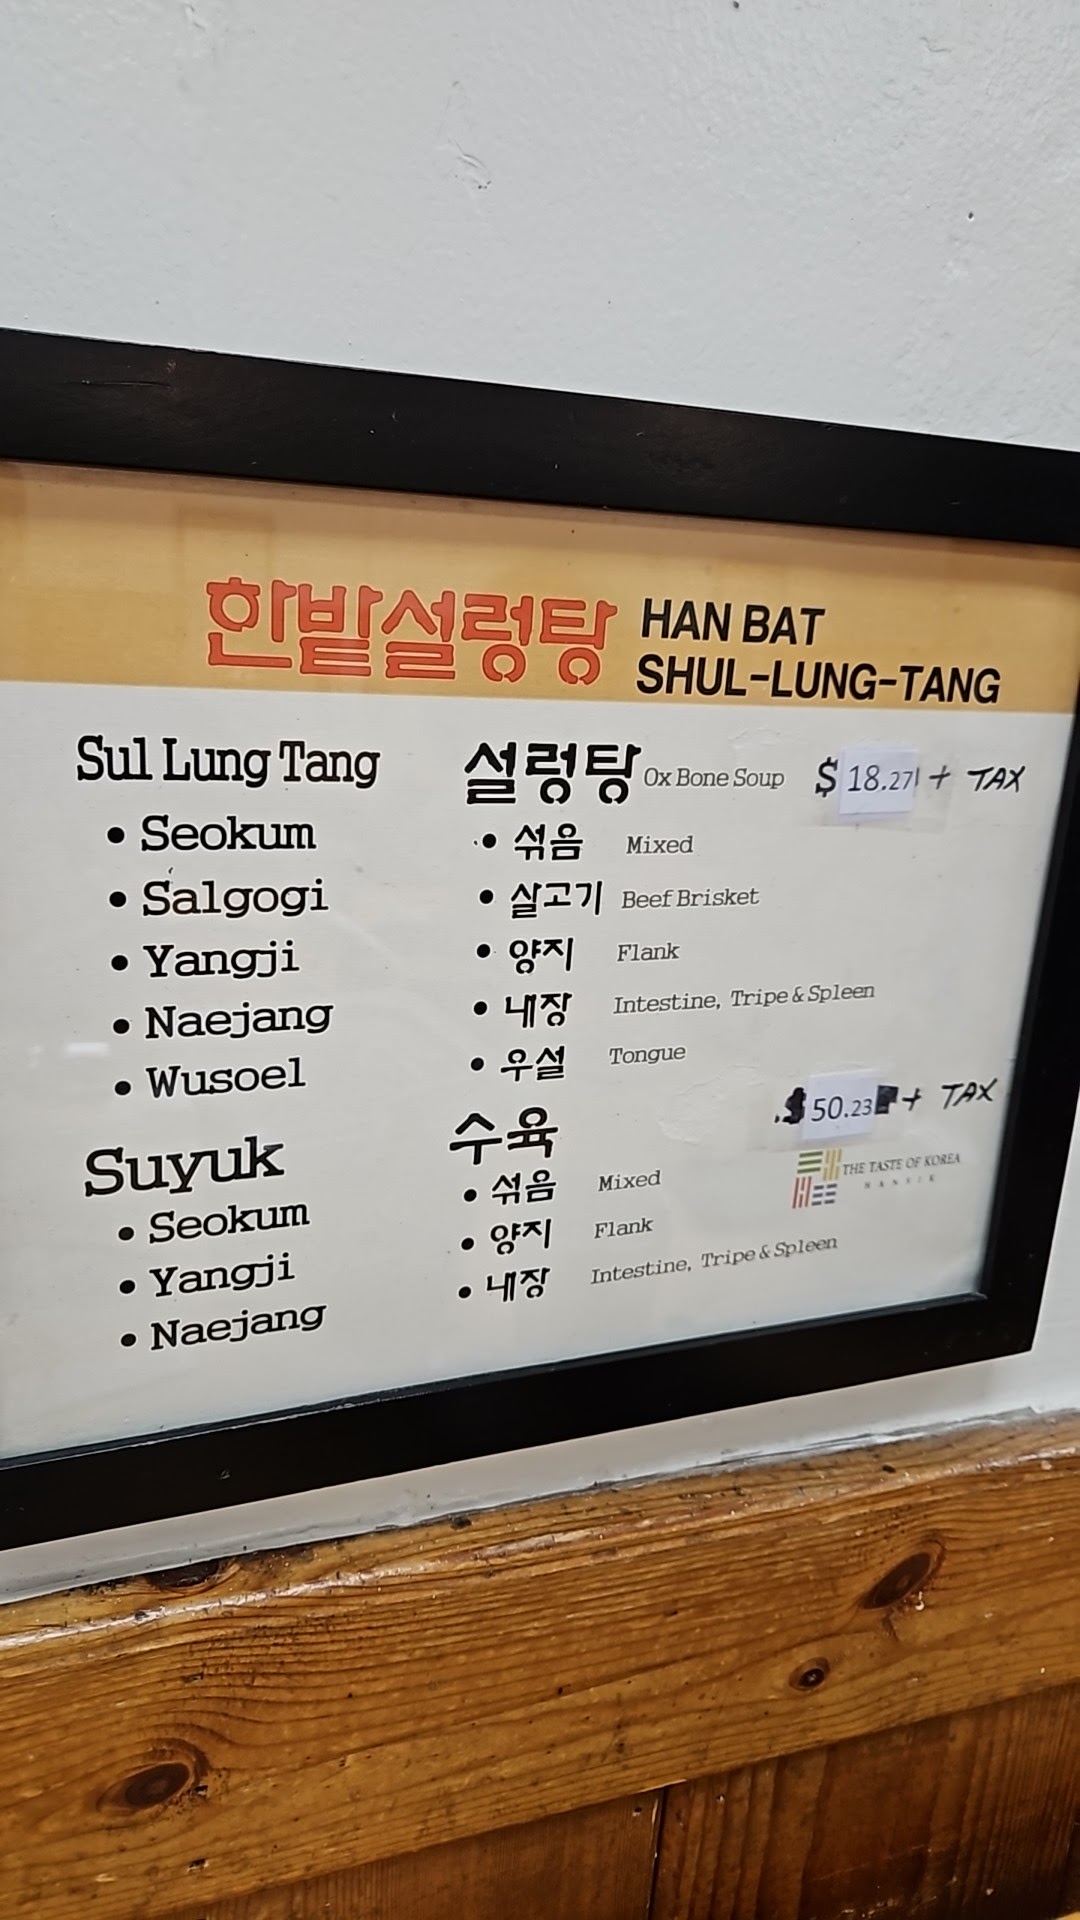 한밭설렁탕 HAN BAT
SHUL-LUNG-TANG
Sul Lung Tang 설렁탕 Ox Bone Soup $ 18.27 + TAX
• Seokum • 섞음 Mixed
• Salgogi • 살고기 Beef Brisket
• Yangji • 양지 Flank
• Naejang • 내장 Intestine, Tripe & Spleen
• Wusoel • 우설 Tongue
Suyuk 수육 $ 50.23 + TAX
• Seokum • 섞음 Mixed
• Yangji • 양지 Flank
• Naejang • 내장 Intestine, Tripe & Spleen
THE TASTE OF KOREA
HANSIK